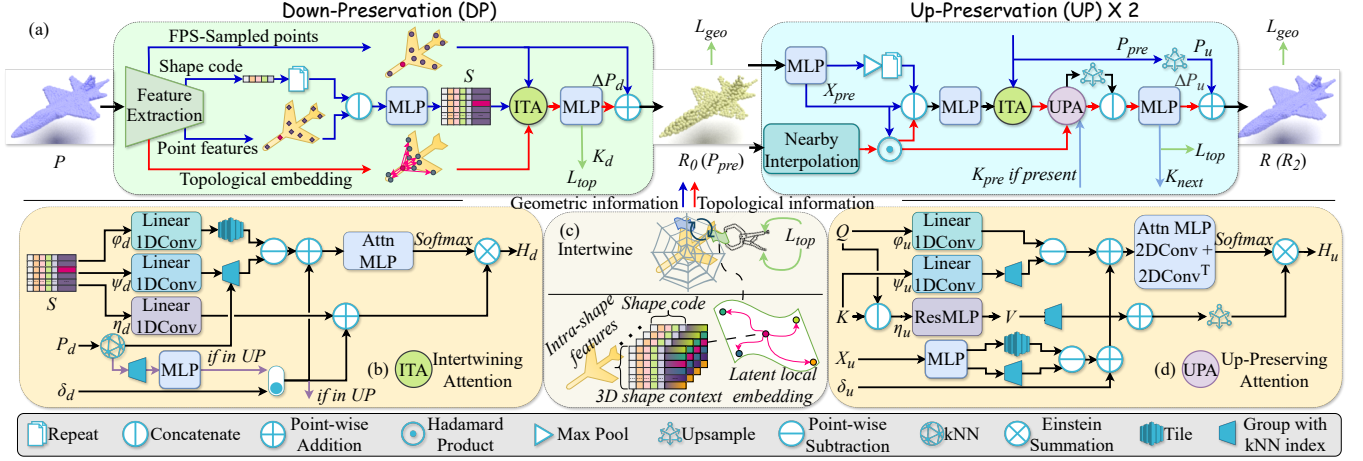 Down-Preservation (DP)
Up-Preservation (UP) X 2
(a)
FPS-Sampled points
Shape code
Feature
Extraction
Point features
Topological embedding
P
MLP
S
ITA
MLP
ΔP_d
K_d
L_top
L_geo
R_0 (P_pre)
MLP
X_pre
Nearby
Interpolation
MLP
ITA
UPA
K_pre if present
P_pre
P_u
ΔP_u
MLP
L_top
K_next
L_geo
R (R_2)
Geometric information
Topological information
S
φ_d
Linear
1DConv
ψ_d
Linear
1DConv
η_d
Linear
1DConv
Attn
MLP
Softmax
H_d
P_d
MLP
if in UP
δ_d
if in UP
(b)
ITA
Intertwining
Attention
(c)
Intertwine
L_top
Shape code
Intra-shape
features
3D shape context
Latent local
embedding
Q
φ_u
Linear
1DConv
ψ_u
Linear
1DConv
K
η_u
ResMLP
V
X_u
MLP
δ_u
Attn MLP
2DConv +
2DConv^T
Softmax
H_u
(d)
UPA
Up-Preserving
Attention
Repeat
Concatenate
Point-wise
Addition
Hadamard
Product
Max Pool
Upsample
Point-wise
Subtraction
kNN
Einstein
Summation
Tile
Group with
kNN index